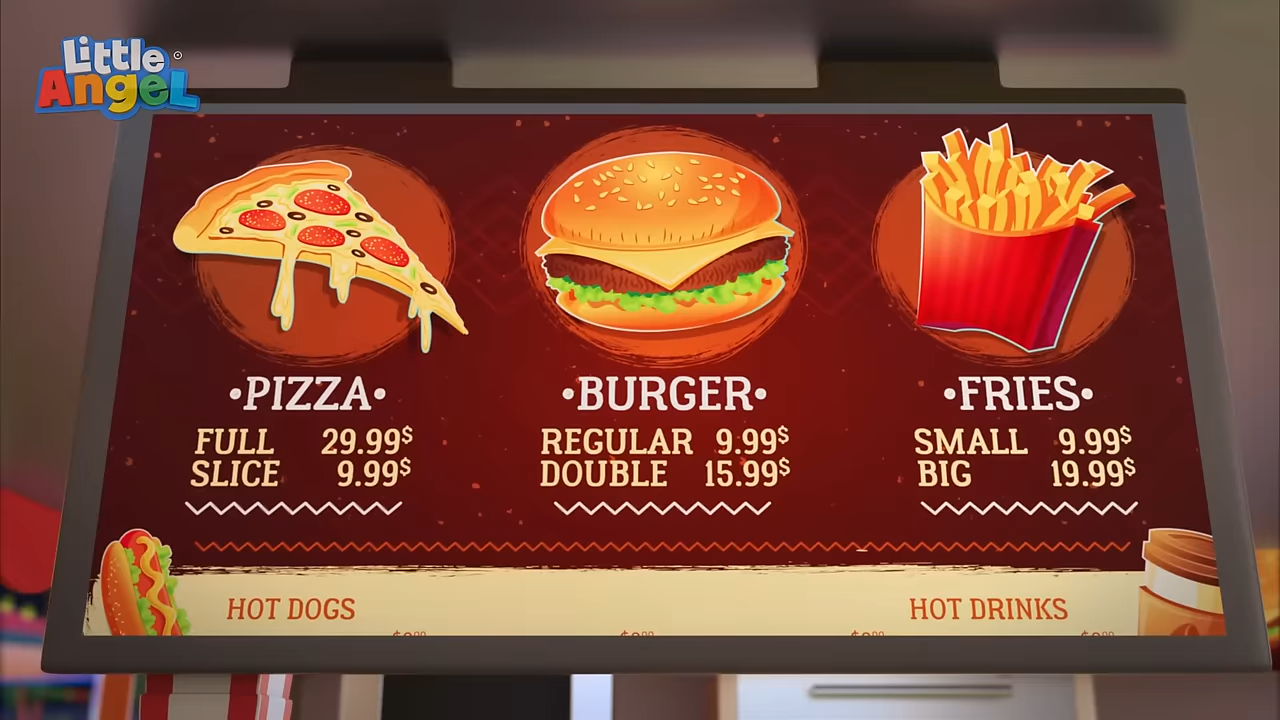 Little
Angel
•PIZZA•
FULL 29.99$
SLICE 9.99$
•BURGER•
REGULAR 9.99$
DOUBLE 15.99$
•FRIES•
SMALL 9.99$
BIG 19.99$
HOT DOGS
HOT DRINKS